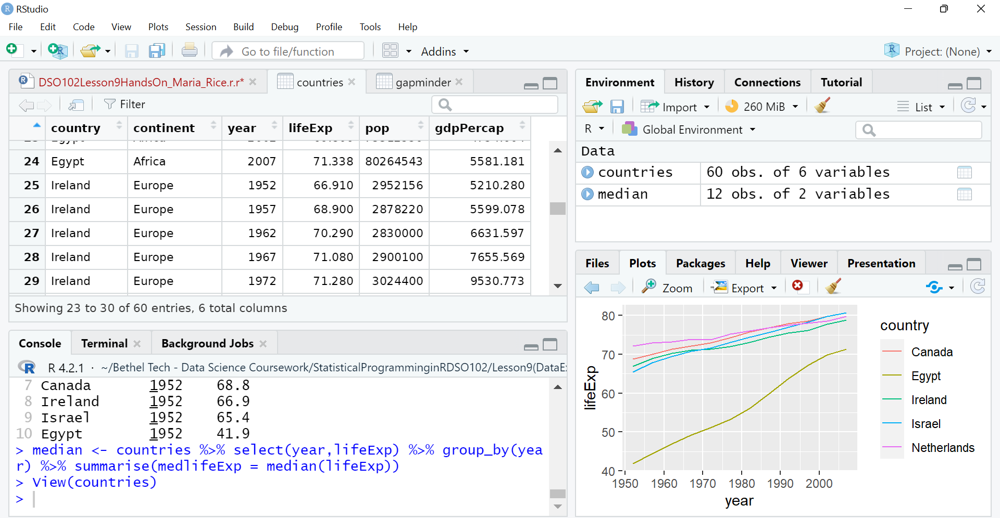 RStudio
File Edit Code View Plots Session Build Debug Profile Tools Help
Go to file/function Addins Project: (None)
DSO102Lesson9HandsOn_Maria_Rice.r.r* countries gapminder
Filter
country continent year lifeExp pop gdpPercap
24 Egypt Africa 2007 71.338 80264543 5581.181
25 Ireland Europe 1952 66.910 2952156 5210.280
26 Ireland Europe 1957 68.900 2878220 5599.078
27 Ireland Europe 1962 70.290 2830000 6631.597
28 Ireland Europe 1967 71.080 2900100 7655.569
29 Ireland Europe 1972 71.280 3024400 9530.773
Showing 23 to 30 of 60 entries, 6 total columns
Console Terminal Background Jobs
R 4.2.1 · ~/Bethel Tech - Data Science Coursework/StatisticalProgramminginRDSO102/Lesson9(DataE
7 Canada 1952 68.8
8 Ireland 1952 66.9
9 Israel 1952 65.4
10 Egypt 1952 41.9
> median <- countries %>% select(year,lifeExp) %>% group_by(yea
r) %>% summarise(medlifeExp = median(lifeExp))
> View(countries)
>
Environment History Connections Tutorial
Import 260 MiB List
R Global Environment
Data
countries 60 obs. of 6 variables
median 12 obs. of 2 variables
Files Plots Packages Help Viewer Presentation
Zoom Export
80
70
60
50
40
lifeExp
1950 1960 1970 1980 1990 2000
year
country
Canada
Egypt
Ireland
Israel
Netherlands